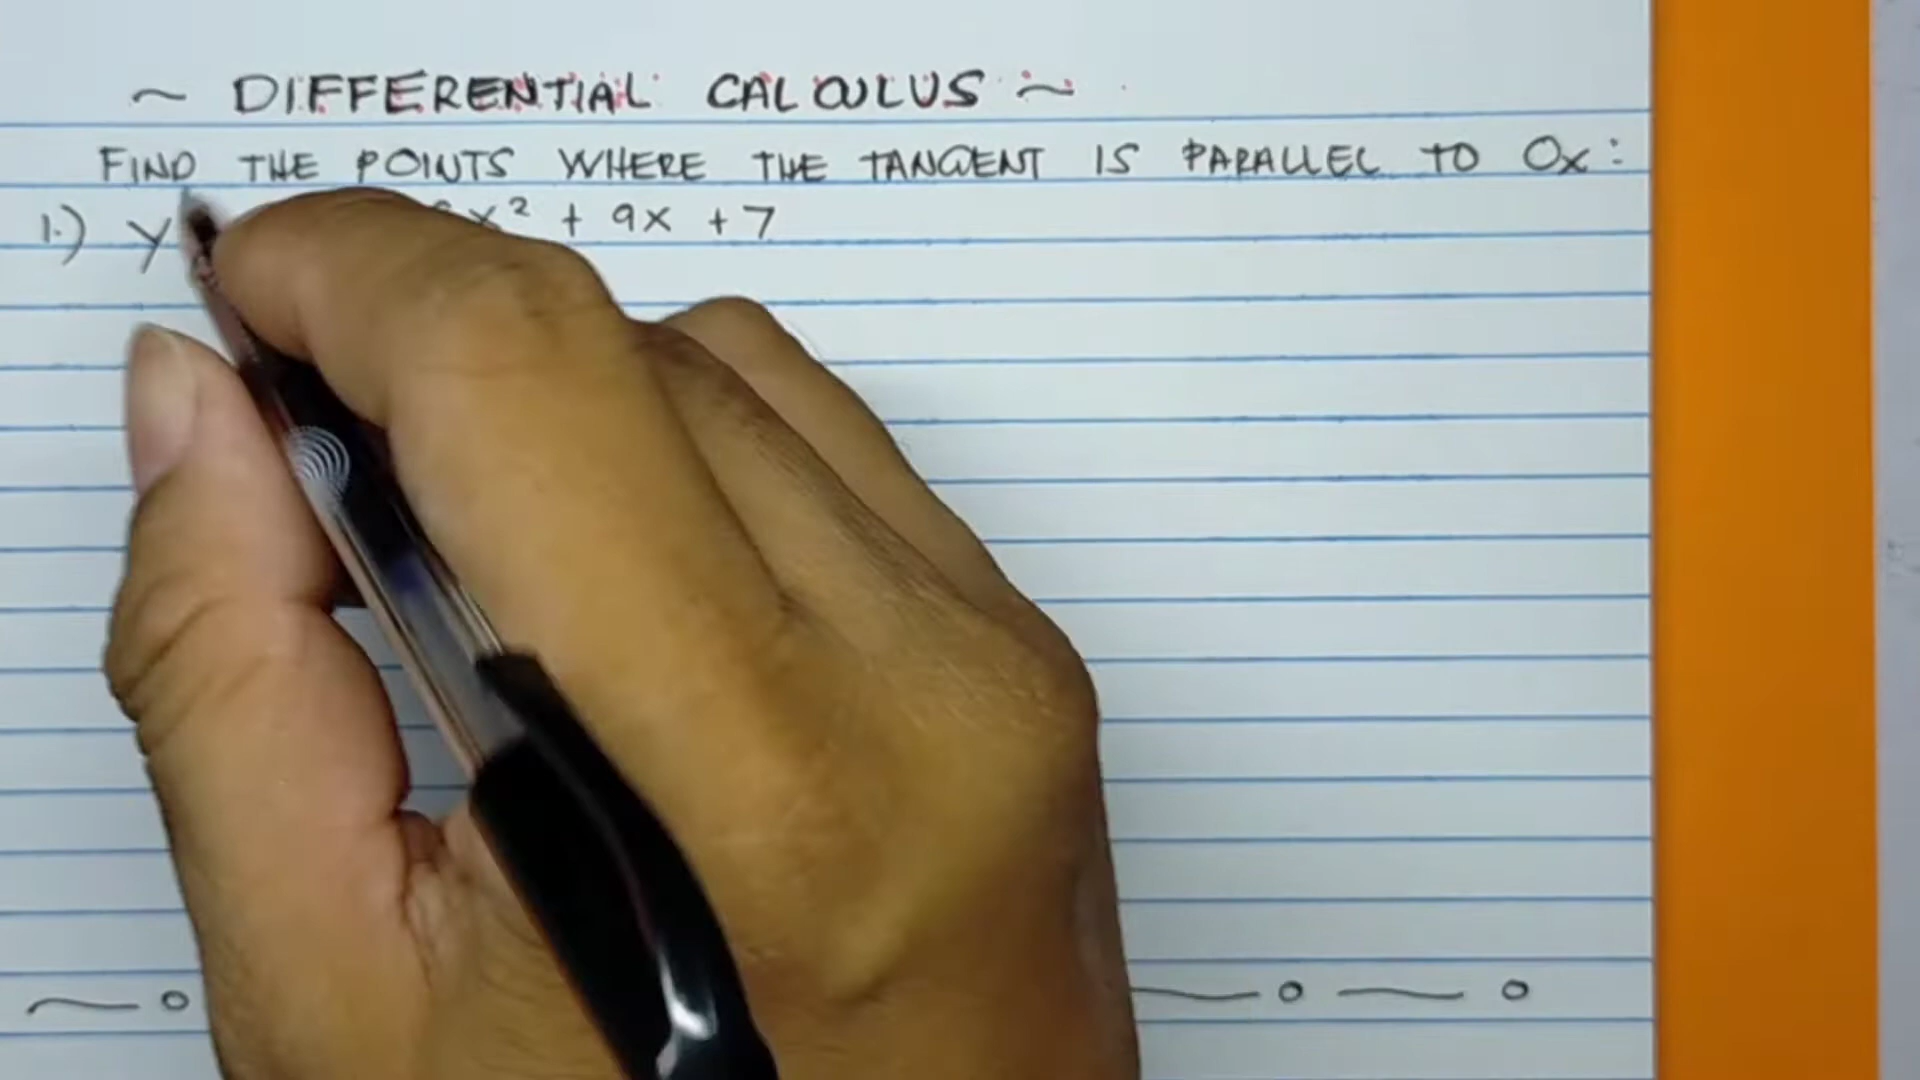 ~ DIFFERENTIAL CALCULUS ~
FIND THE POINTS WHERE THE TANGENT IS PARALLEL TO Ox:
1.) y x² + 9x + 7